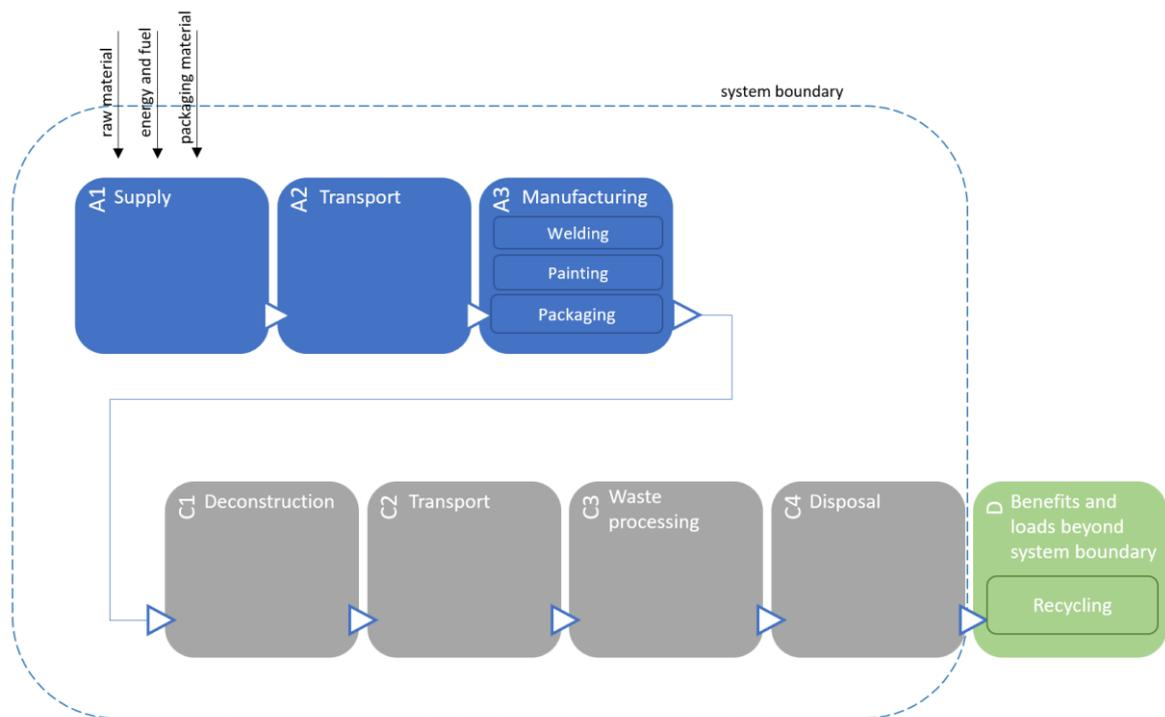 raw material
energy and fuel
packaging material
system boundary
A1 Supply
A2 Transport
A3 Manufacturing
Welding
Painting
Packaging
C1 Deconstruction
C2 Transport
C3 Waste
processing
C4 Disposal
D Benefits and
loads beyond
system boundary
Recycling